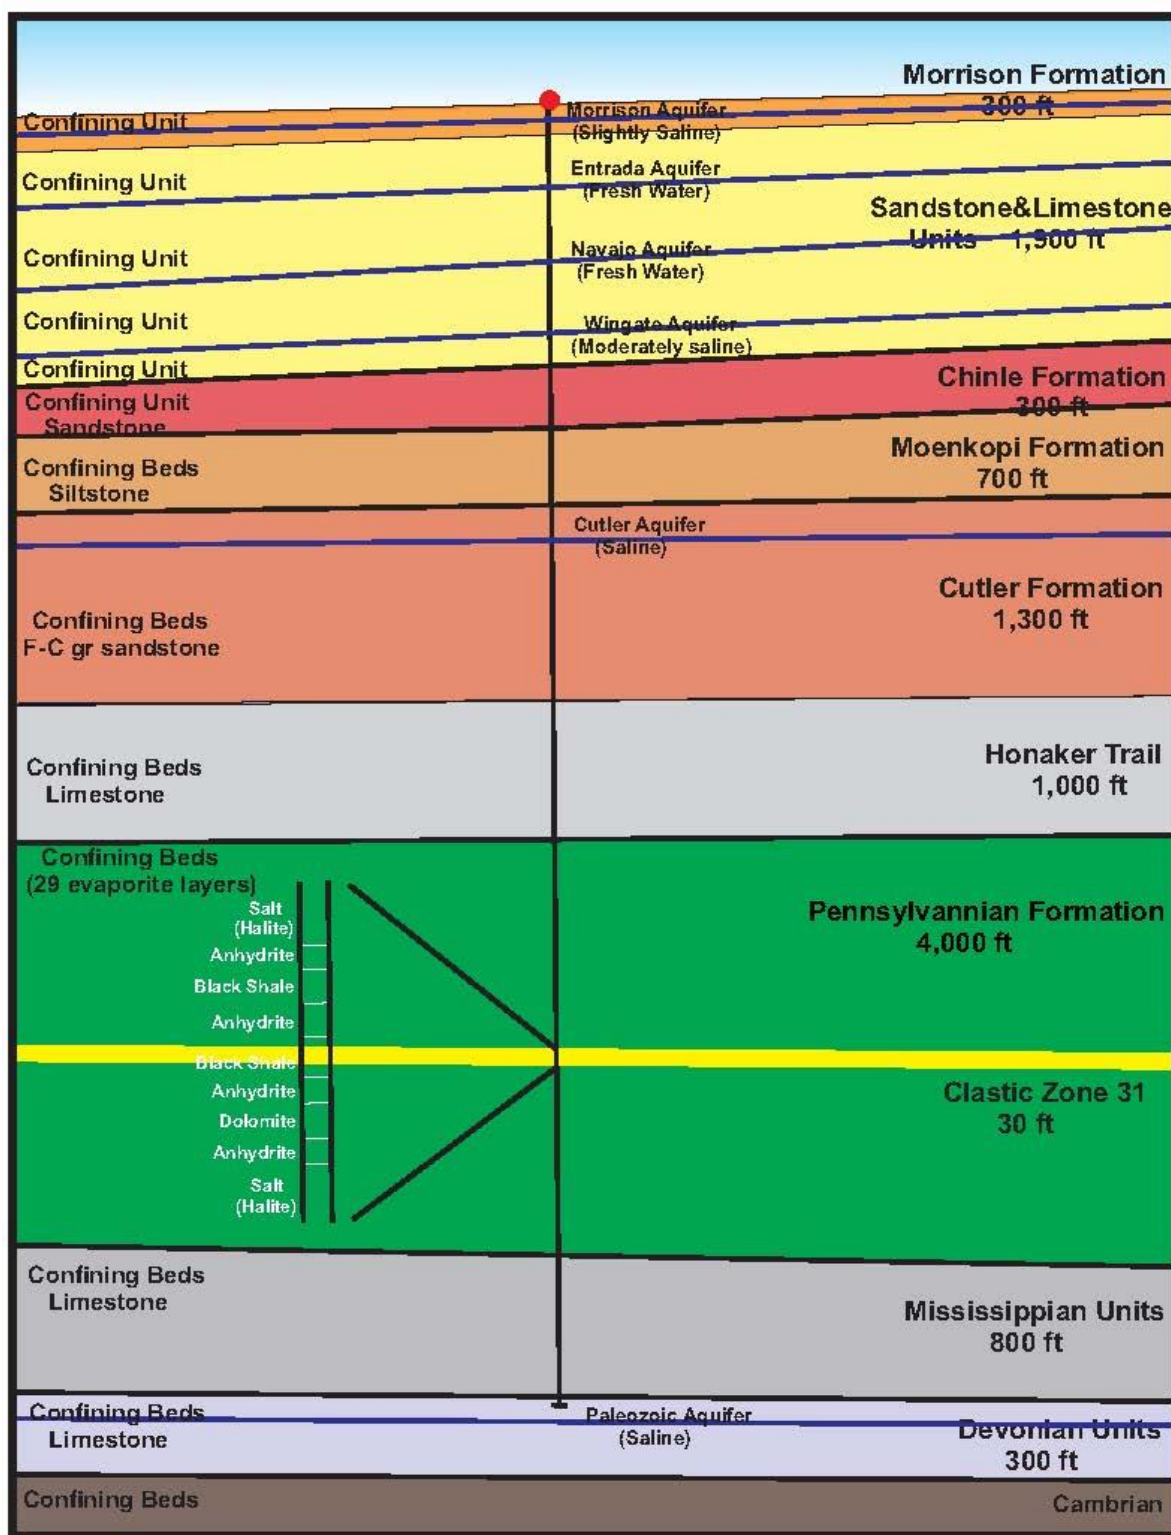 Morrison Formation
300 ft
Confining Unit
Morrison Aquifer
(Slightly Saline)
Confining Unit
Entrada Aquifer
(Fresh Water)
Sandstone&Limestone
Units 1,900 ft
Confining Unit
Navajo Aquifer
(Fresh Water)
Confining Unit
Wingate Aquifer
(Moderately saline)
Confining Unit
Chinle Formation
300 ft
Confining Unit
Sandstone
Moenkopi Formation
700 ft
Confining Beds
Siltstone
Cutler Aquifer
(Saline)
Cutler Formation
1,300 ft
Confining Beds
F-C gr sandstone
Honaker Trail
1,000 ft
Confining Beds
Limestone
Confining Beds
(29 evaporite layers)
Pennsylvannian Formation
4,000 ft
Salt
(Halite)
Anhydrite
Black Shale
Anhydrite
Black Shale
Anhydrite
Dolomite
Anhydrite
Salt
(Halite)
Clastic Zone 31
30 ft
Confining Beds
Limestone
Mississippian Units
800 ft
Confining Beds
Limestone
Paleozoic Aquifer
(Saline)
Devonian Units
300 ft
Confining Beds
Cambrian